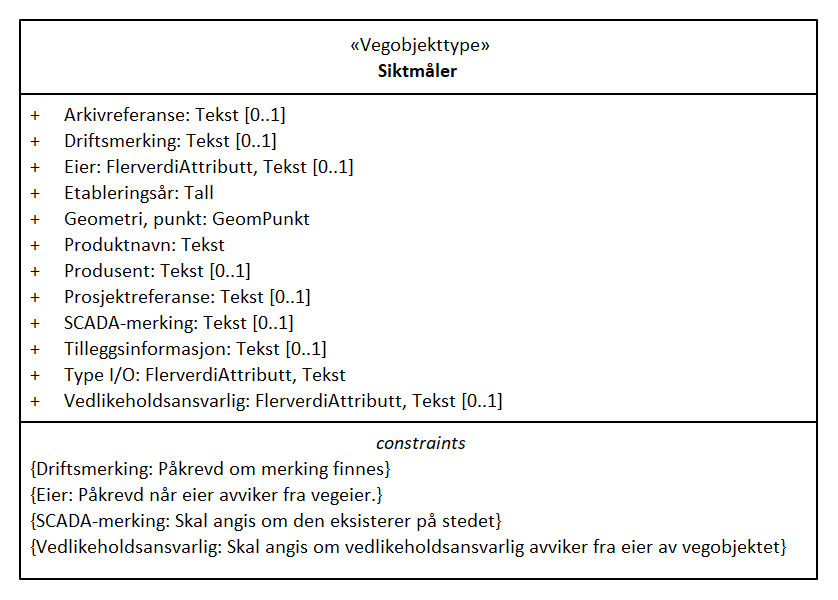 «Vegobjekttype»
Siktmåler
+ Arkivreferanse: Tekst [0..1]
+ Driftsmerking: Tekst [0..1]
+ Eier: FlerverdiAttributt, Tekst [0..1]
+ Etableringsår: Tall
+ Geometri, punkt: GeomPunkt
+ Produktnavn: Tekst
+ Produsent: Tekst [0..1]
+ Prosjektreferanse: Tekst [0..1]
+ SCADA-merking: Tekst [0..1]
+ Tilleggsinformasjon: Tekst [0..1]
+ Type I/O: FlerverdiAttributt, Tekst
+ Vedlikeholdsansvarlig: FlerverdiAttributt, Tekst [0..1]
constraints
{Driftsmerking: Påkrevd om merking finnes}
{Eier: Påkrevd når eier avviker fra vegeier.}
{SCADA-merking: Skal angis om den eksisterer på stedet}
{Vedlikeholdsansvarlig: Skal angis om vedlikeholdsansvarlig avviker fra eier av vegobjektet}